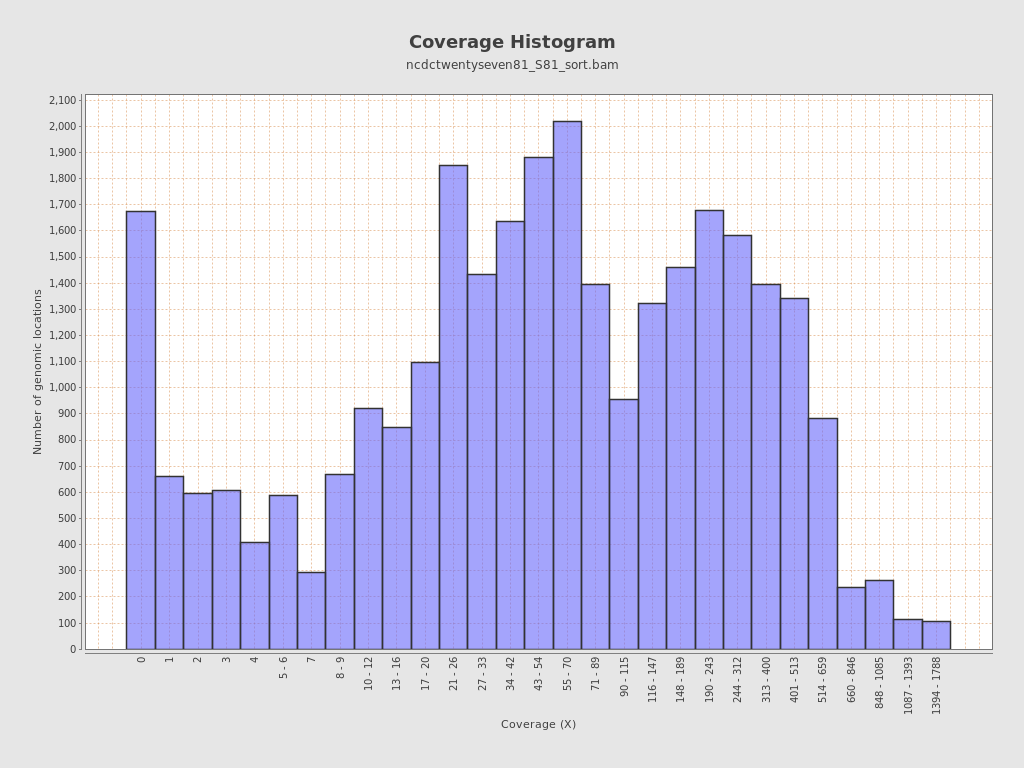 Coverage Histogram
ncdctwentyseven81_S81_sort.bam
Number of genomic locations
2,100
2,000
1,900
1,800
1,700
1,600
1,500
1,400
1,300
1,200
1,100
1,000
900
800
700
600
500
400
300
200
100
0
0
1
2
3
4
5 - 6
7
8 - 9
10 - 12
13 - 16
17 - 20
21 - 26
27 - 33
34 - 42
43 - 54
55 - 70
71 - 89
90 - 115
116 - 147
148 - 189
190 - 243
244 - 312
313 - 400
401 - 513
514 - 659
660 - 846
848 - 1085
1087 - 1393
1394 - 1788
Coverage (X)